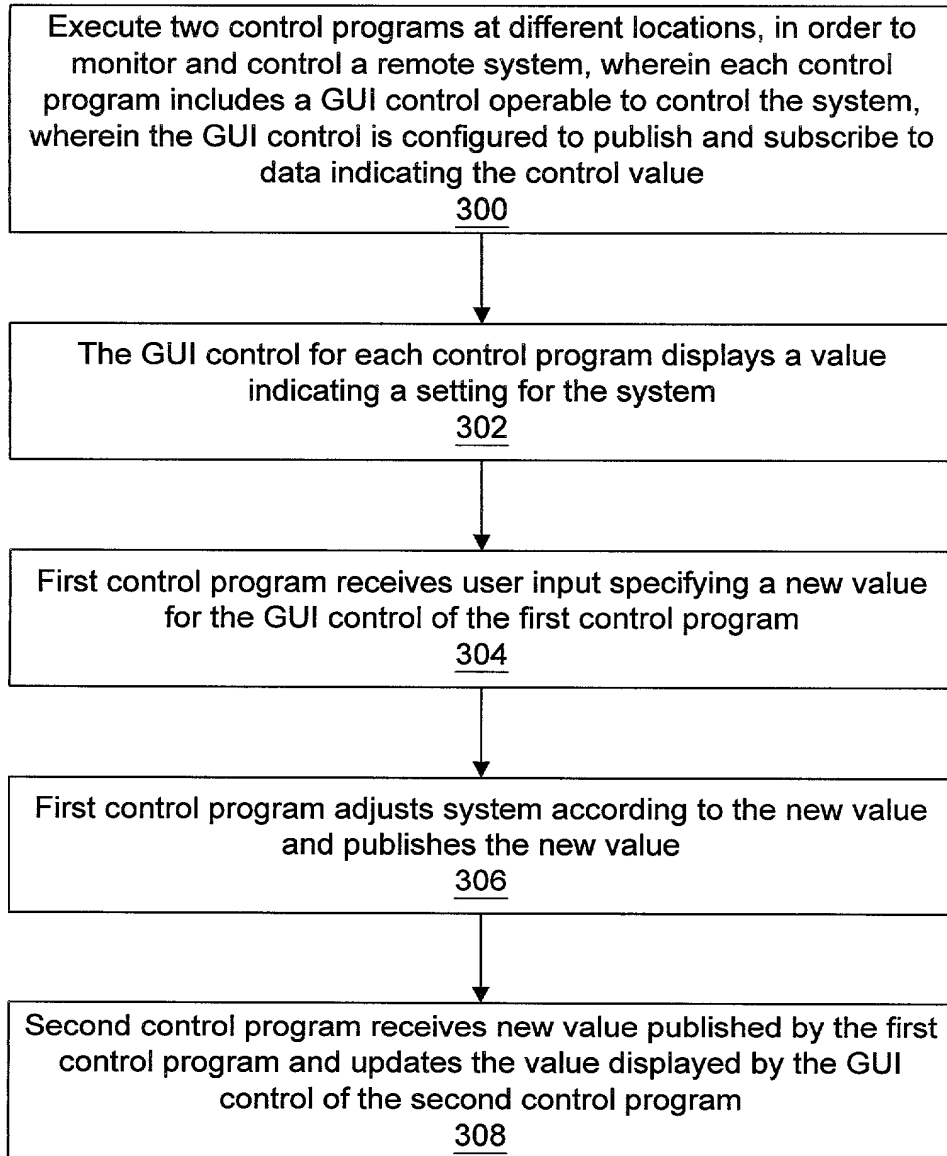 Execute two control programs at different locations, in order to
monitor and control a remote system, wherein each control
program includes a GUI control operable to control the system,
wherein the GUI control is configured to publish and subscribe to
data indicating the control value
300
The GUI control for each control program displays a value
indicating a setting for the system
302
First control program receives user input specifying a new value
for the GUI control of the first control program
304
First control program adjusts system according to the new value
and publishes the new value
306
Second control program receives new value published by the first
control program and updates the value displayed by the GUI
control of the second control program
308